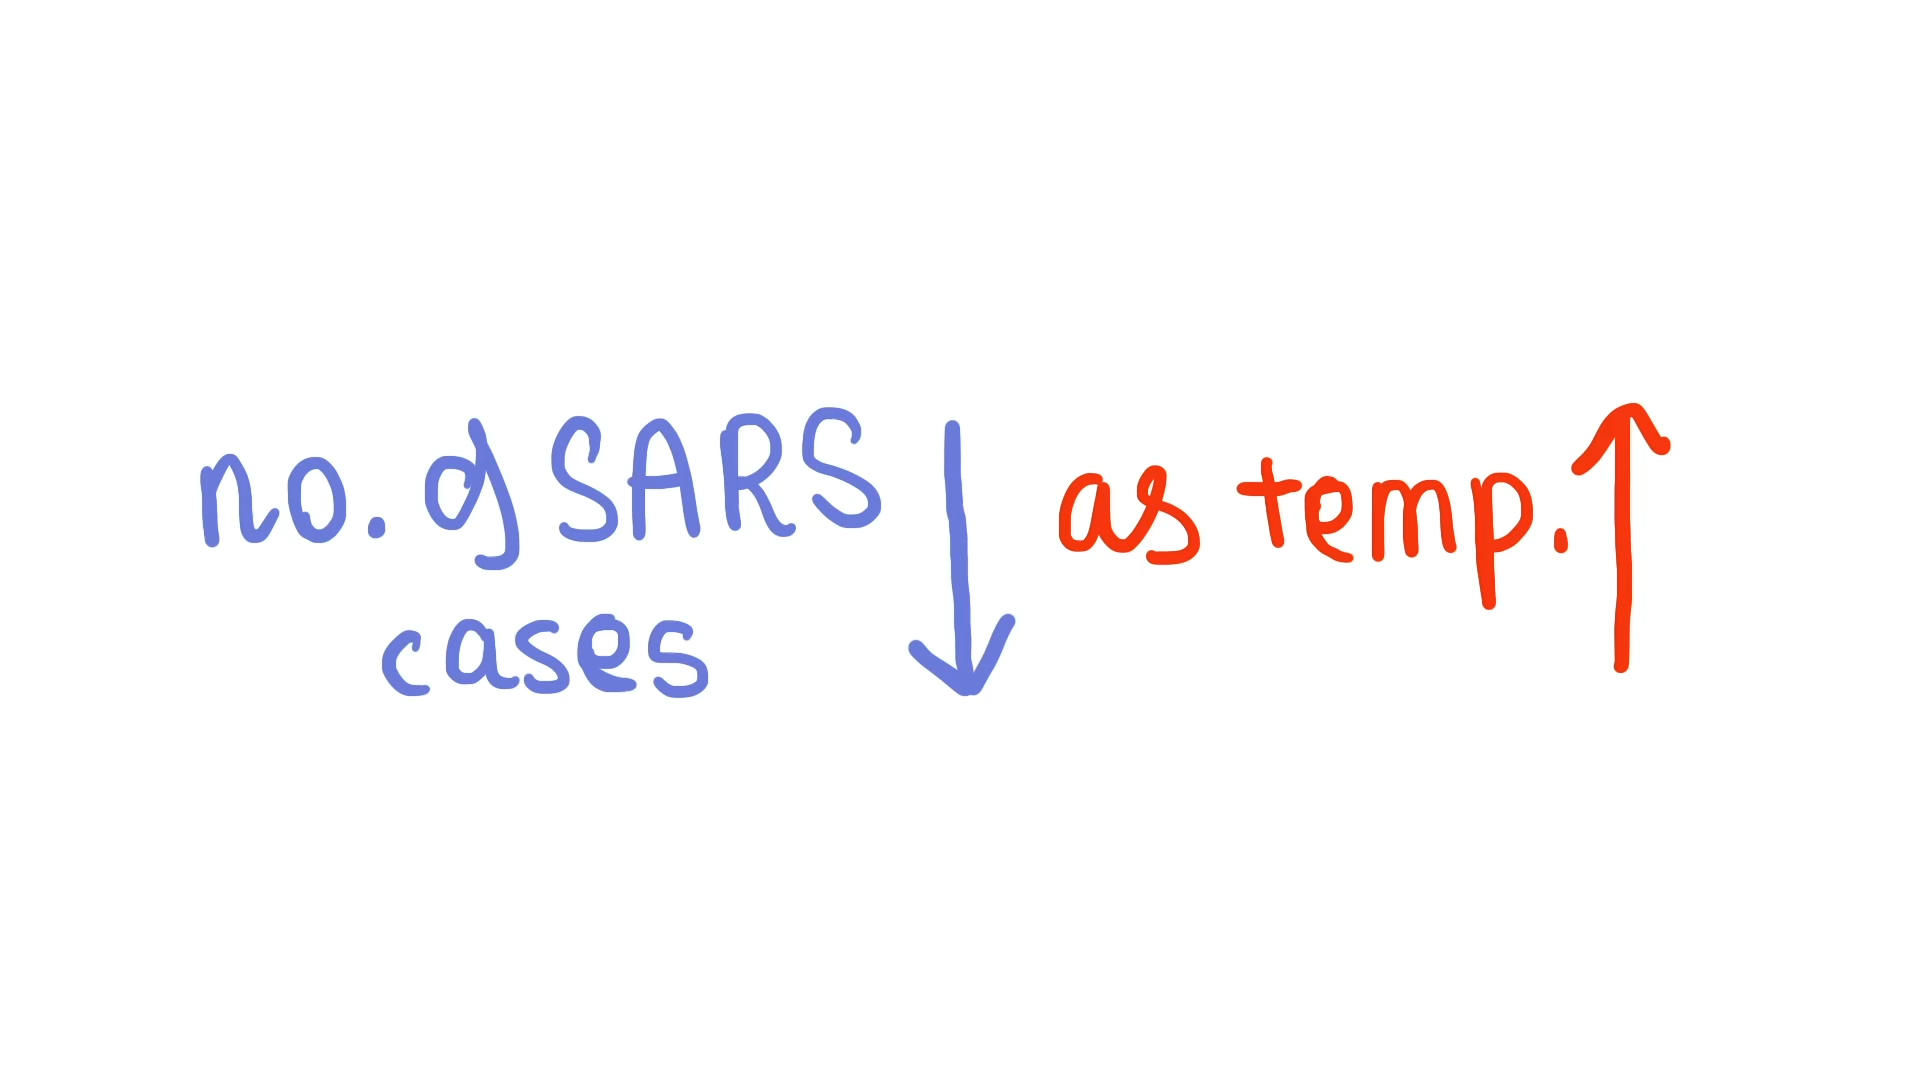 no. of SARS ↓ as temp. ↑
cases